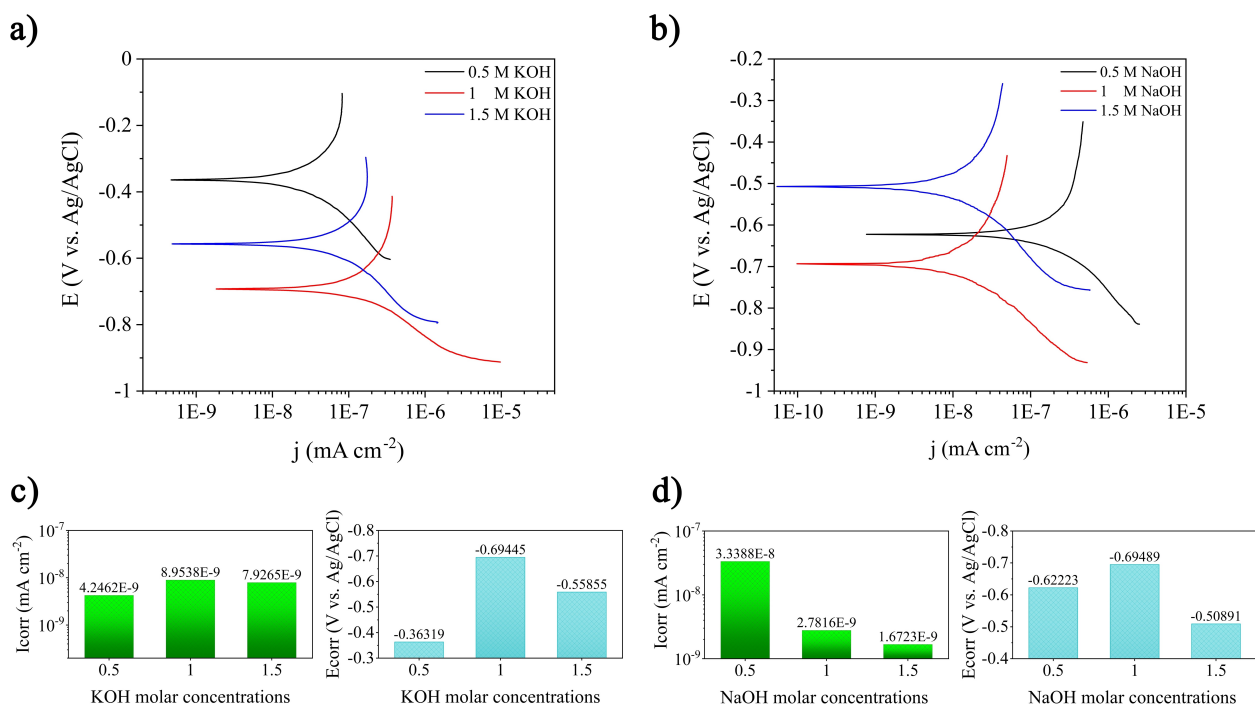 a)
0
-0.2
-0.4
-0.6
-0.8
-1
E (V vs. Ag/AgCl)
0.5 M KOH
1 M KOH
1.5 M KOH
1E-9 1E-8 1E-7 1E-6 1E-5
j (mA cm-2)
b)
-0.2
-0.3
-0.4
-0.5
-0.6
-0.7
-0.8
-0.9
-1
E (V vs. Ag/AgCl)
0.5 M NaOH
1 M NaOH
1.5 M NaOH
1E-10 1E-9 1E-8 1E-7 1E-6 1E-5
j (mA cm-2)
c)
Icorr (mA cm-2)
10-7
10-8
10-9
4.2462E-9
8.9538E-9
7.9265E-9
0.5 1 1.5
KOH molar concentrations
Ecorr (V vs. Ag/AgCl)
-0.8
-0.7
-0.6
-0.5
-0.4
-0.3
-0.36319
-0.69445
-0.55855
0.5 1 1.5
KOH molar concentrations
d)
Icorr (mA cm-2)
10-7
10-8
10-9
3.3388E-8
2.7816E-9
1.6723E-9
0.5 1 1.5
NaOH molar concentrations
Ecorr (V vs. Ag/AgCl)
-0.8
-0.7
-0.6
-0.5
-0.4
-0.62223
-0.69489
-0.50891
0.5 1 1.5
NaOH molar concentrations